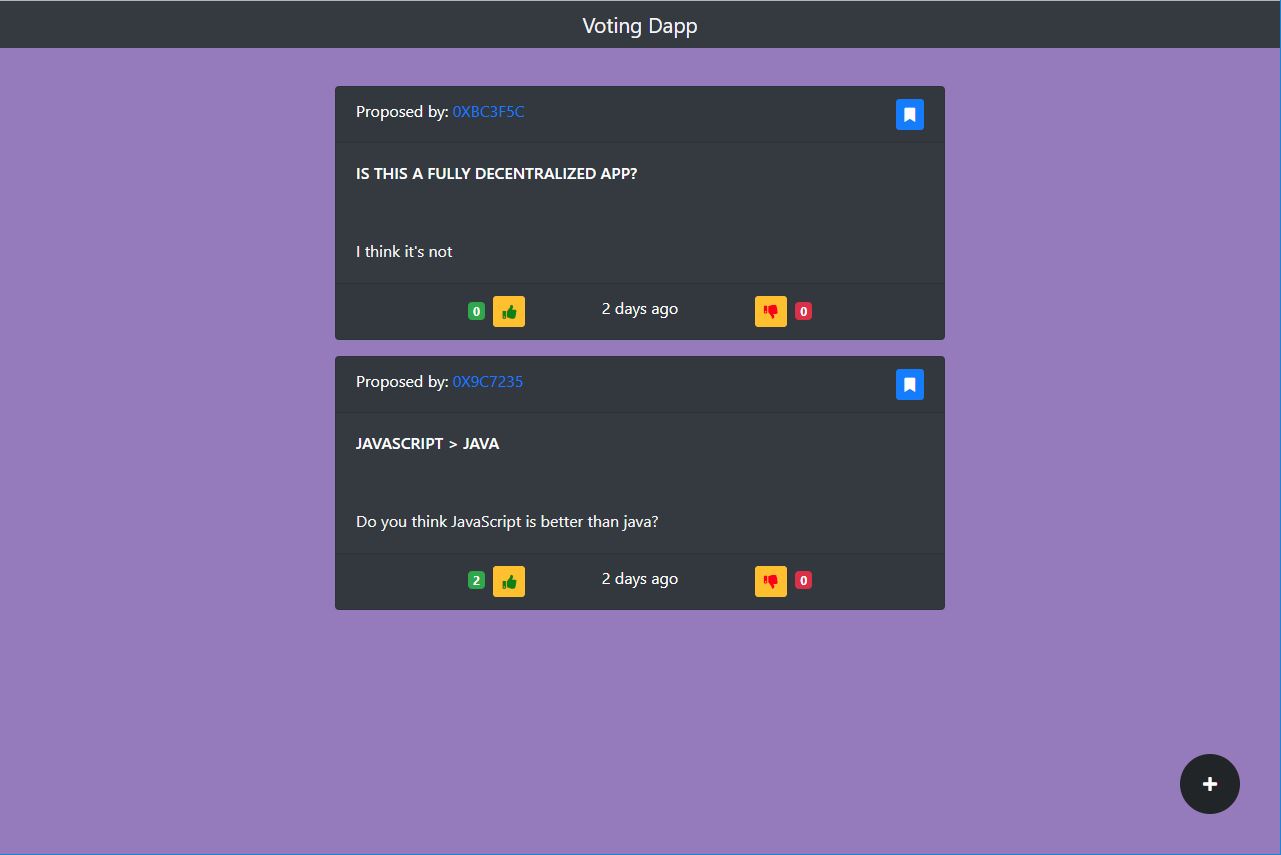 Voting Dapp
Proposed by: 0XBC3F5C
IS THIS A FULLY DECENTRALIZED APP?
I think it's not
0 2 days ago 0
Proposed by: 0X9C7235
JAVASCRIPT > JAVA
Do you think JavaScript is better than java?
2 2 days ago 0
+